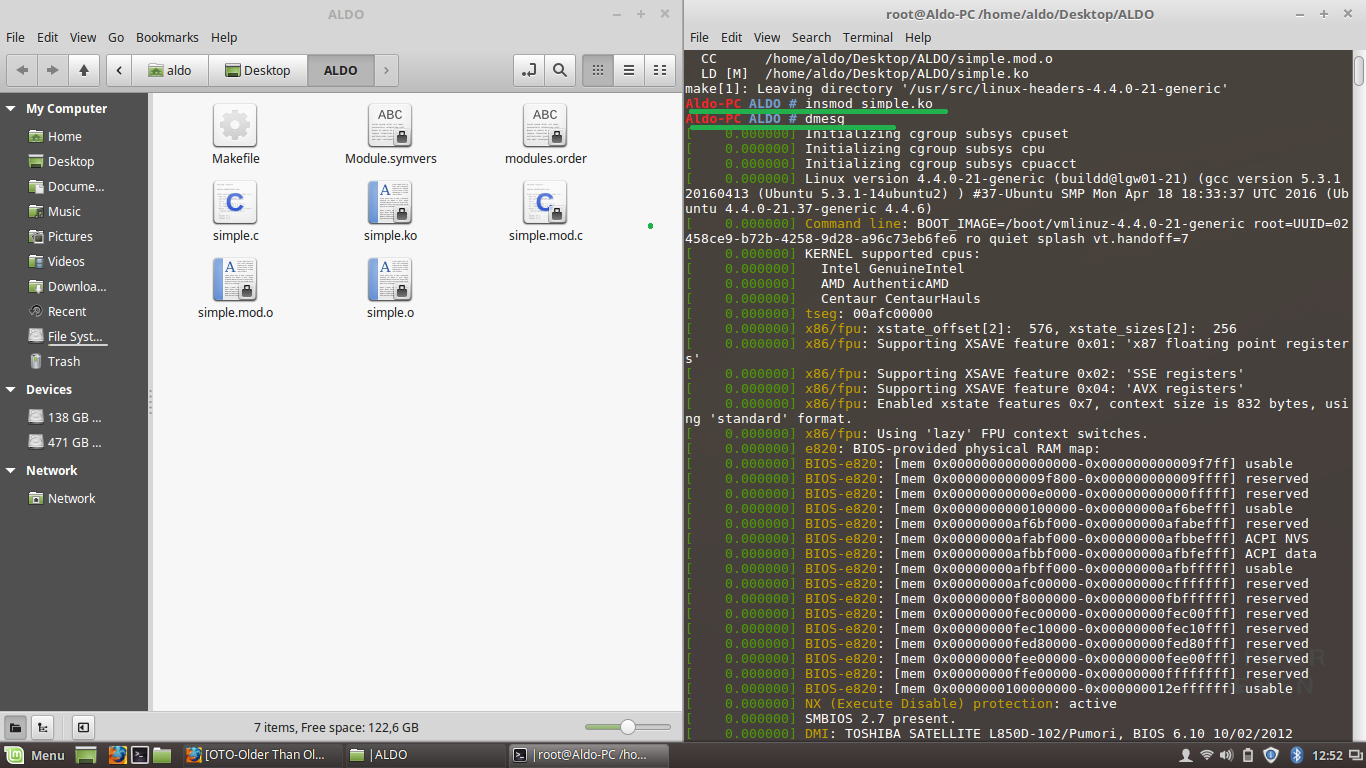 ALDO
File Edit View Go Bookmarks Help
aldo
Desktop
ALDO
My Computer
Home
Desktop
Docume...
Music
Pictures
Videos
Downloa...
Recent
File Syst...
Trash
Devices
138 GB ...
471 GB ...
Network
Network
Makefile
ABC
Module.symvers
ABC
modules.order
C
simple.c
A
simple.ko
C
simple.mod.c
A
simple.mod.o
A
simple.o
7 items, Free space: 122,6 GB
root@Aldo-PC /home/aldo/Desktop/ALDO
File Edit View Search Terminal Help
CC      /home/aldo/Desktop/ALDO/simple.mod.o
LD [M]  /home/aldo/Desktop/ALDO/simple.ko
make[1]: Leaving directory '/usr/src/linux-headers-4.4.0-21-generic'
Aldo-PC ALDO # insmod simple.ko
Aldo-PC ALDO # dmesg
[    0.000000] Initializing cgroup subsys cpuset
[    0.000000] Initializing cgroup subsys cpu
[    0.000000] Initializing cgroup subsys cpuacct
[    0.000000] Linux version 4.4.0-21-generic (buildd@lgw01-21) (gcc version 5.3.1
20160413 (Ubuntu 5.3.1-14ubuntu2) ) #37-Ubuntu SMP Mon Apr 18 18:33:37 UTC 2016 (Ub
untu 4.4.0-21.37-generic 4.4.6)
[    0.000000] Command line: BOOT_IMAGE=/boot/vmlinuz-4.4.0-21-generic root=UUID=02
458ce9-b72b-4258-9d28-a96c73eb6fe6 ro quiet splash vt.handoff=7
[    0.000000] KERNEL supported cpus:
[    0.000000]   Intel GenuineIntel
[    0.000000]   AMD AuthenticAMD
[    0.000000]   Centaur CentaurHauls
[    0.000000] tseg: 00afc00000
[    0.000000] x86/fpu: xstate_offset[2]:  576, xstate_sizes[2]:  256
[    0.000000] x86/fpu: Supporting XSAVE feature 0x01: 'x87 floating point register
s'
[    0.000000] x86/fpu: Supporting XSAVE feature 0x02: 'SSE registers'
[    0.000000] x86/fpu: Supporting XSAVE feature 0x04: 'AVX registers'
[    0.000000] x86/fpu: Enabled xstate features 0x7, context size is 832 bytes, usi
ng 'standard' format.
[    0.000000] x86/fpu: Using 'lazy' FPU context switches.
[    0.000000] e820: BIOS-provided physical RAM map:
[    0.000000] BIOS-e820: [mem 0x0000000000000000-0x000000000009f7ff] usable
[    0.000000] BIOS-e820: [mem 0x000000000009f800-0x000000000009ffff] reserved
[    0.000000] BIOS-e820: [mem 0x00000000000e0000-0x00000000000fffff] reserved
[    0.000000] BIOS-e820: [mem 0x0000000000100000-0x00000000af6befff] usable
[    0.000000] BIOS-e820: [mem 0x00000000af6bf000-0x00000000afabefff] reserved
[    0.000000] BIOS-e820: [mem 0x00000000afabf000-0x00000000afbbefff] ACPI NVS
[    0.000000] BIOS-e820: [mem 0x00000000afbbf000-0x00000000afbfefff] ACPI data
[    0.000000] BIOS-e820: [mem 0x00000000afbff000-0x00000000afbfffff] usable
[    0.000000] BIOS-e820: [mem 0x00000000afc00000-0x00000000cfffffff] reserved
[    0.000000] BIOS-e820: [mem 0x00000000f8000000-0x00000000fbffffff] reserved
[    0.000000] BIOS-e820: [mem 0x00000000fec00000-0x00000000fec00fff] reserved
[    0.000000] BIOS-e820: [mem 0x00000000fec10000-0x00000000fec10fff] reserved
[    0.000000] BIOS-e820: [mem 0x00000000fed80000-0x00000000fed80fff] reserved
[    0.000000] BIOS-e820: [mem 0x00000000fee00000-0x00000000fee00fff] reserved
[    0.000000] BIOS-e820: [mem 0x00000000ffe00000-0x00000000ffffffff] reserved
[    0.000000] BIOS-e820: [mem 0x0000000100000000-0x000000012effffff] usable
[    0.000000] NX (Execute Disable) protection: active
[    0.000000] SMBIOS 2.7 present.
[    0.000000] DMI: TOSHIBA SATELLITE L850D-102/Pumori, BIOS 6.10 10/02/2012
Menu
[OTO-Older Than Ol...
|ALDO
|root@Aldo-PC /ho...
12:52